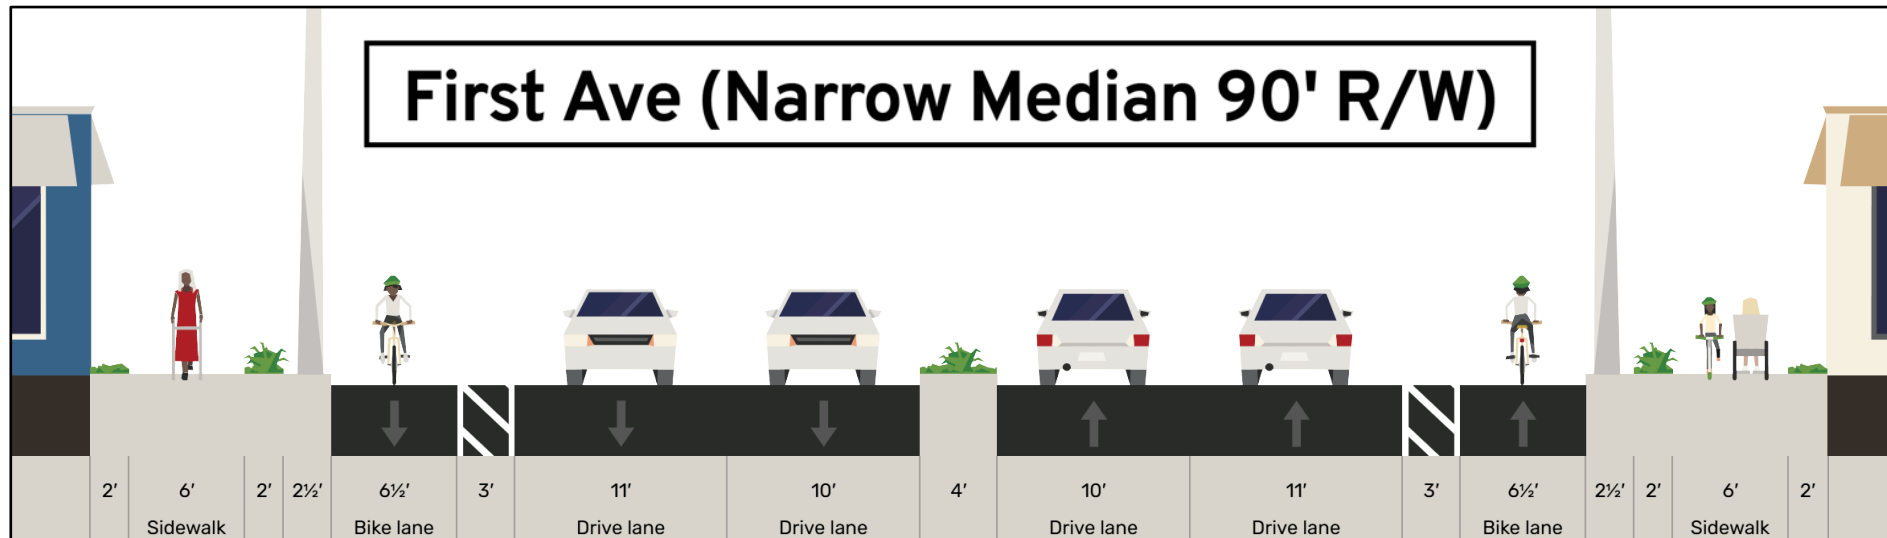 First Ave (Narrow Median 90' R/W)
2′ 6′ 2′ 2½′ 6½′ 3′ 11′ 10′ 4′ 10′ 11′ 3′ 6½′ 2½′ 2′ 6′ 2′
Sidewalk Bike lane Drive lane Drive lane Drive lane Drive lane Bike lane Sidewalk